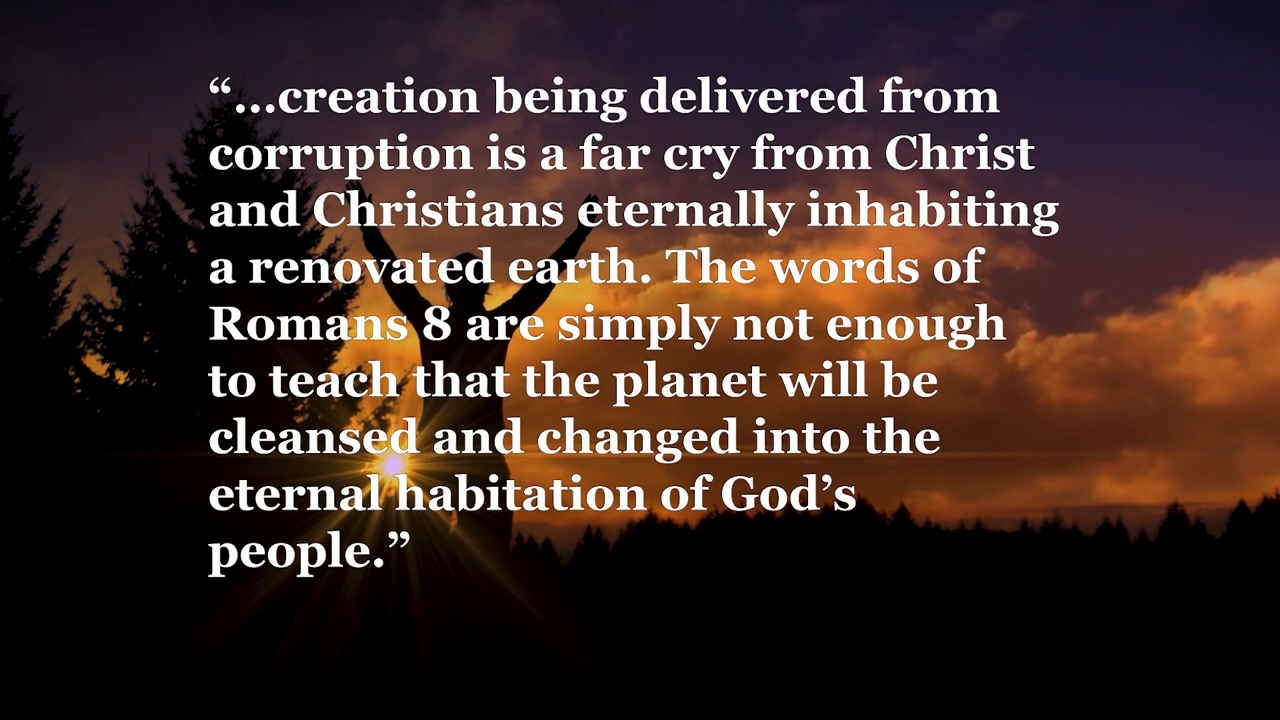 “...creation being delivered from
corruption is a far cry from Christ
and Christians eternally inhabiting
a renovated earth. The words of
Romans 8 are simply not enough
to teach that the planet will be
cleansed and changed into the
eternal habitation of God’s
people.”